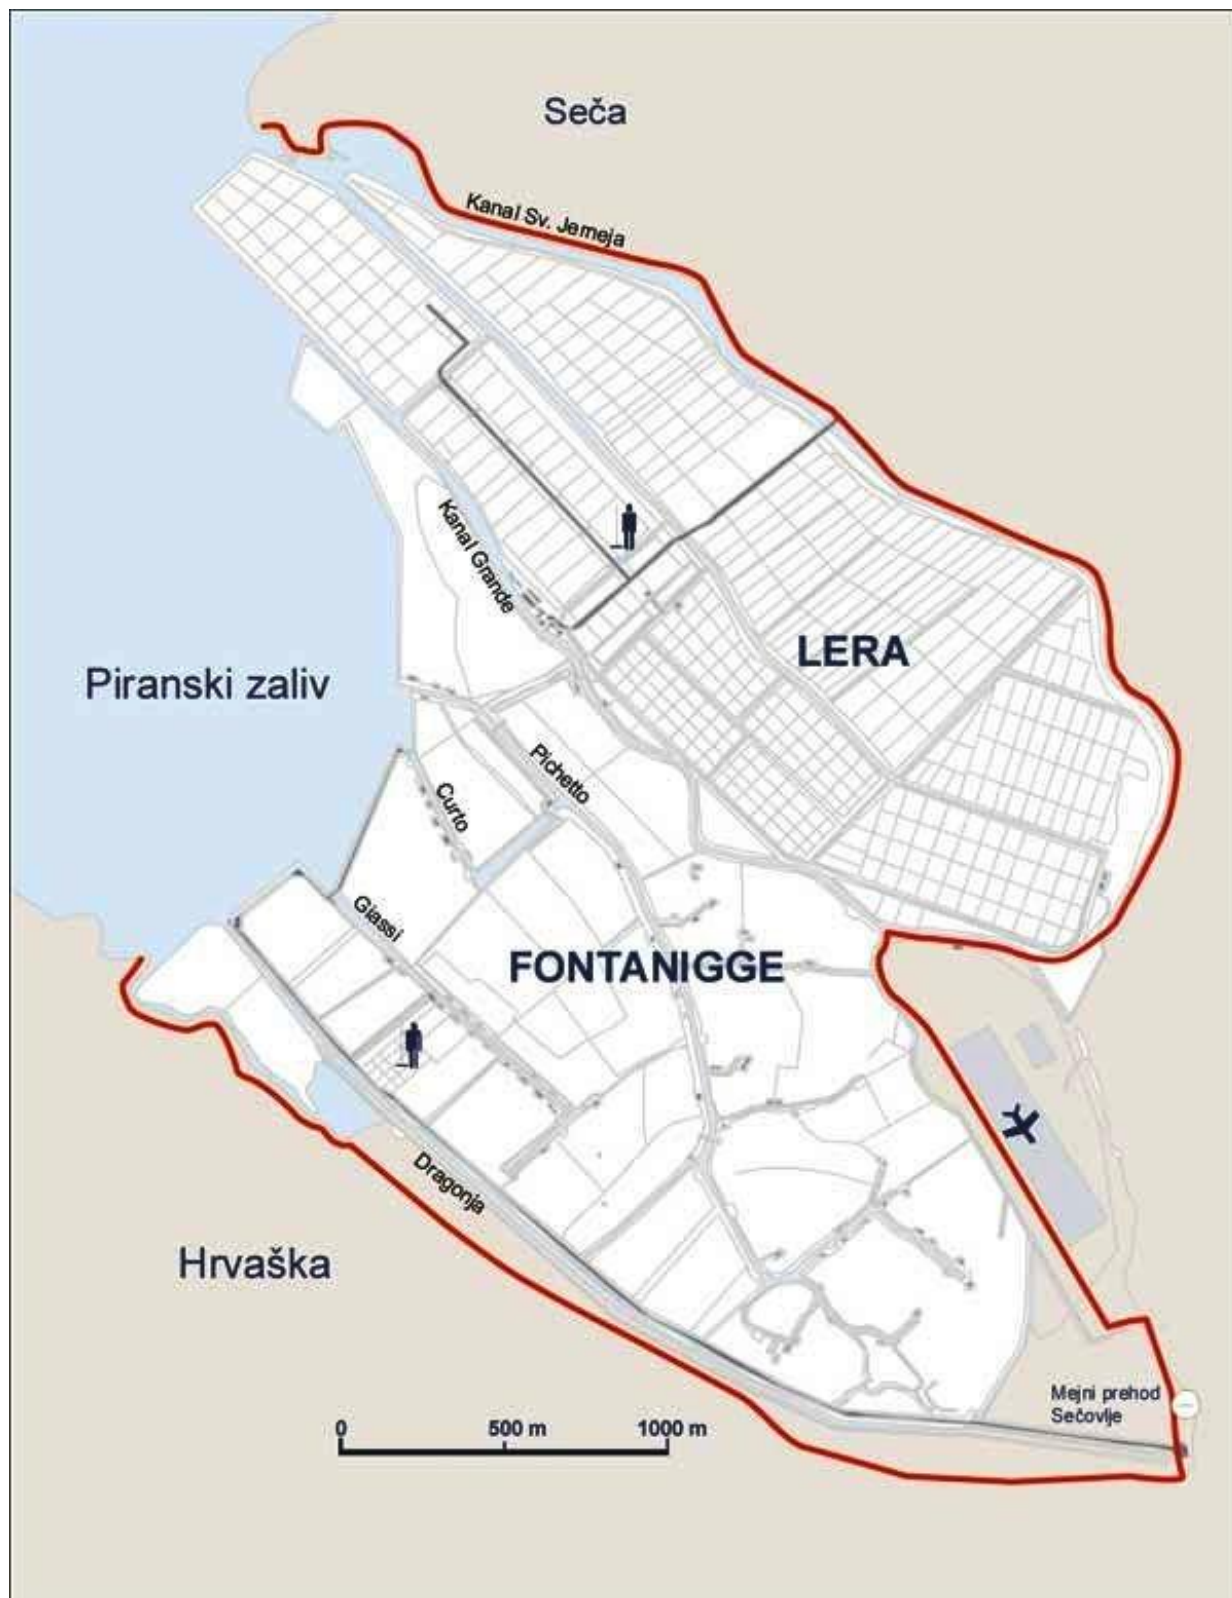 Seča
Kanal Sv. Jerneja
Kanal Grande
LERA
Piranski zaliv
Pichetto
Curto
Giassi
FONTANIGGE
Dragonja
Hrvaška
Mejni prehod
Sečovlje
0 500 m 1000 m